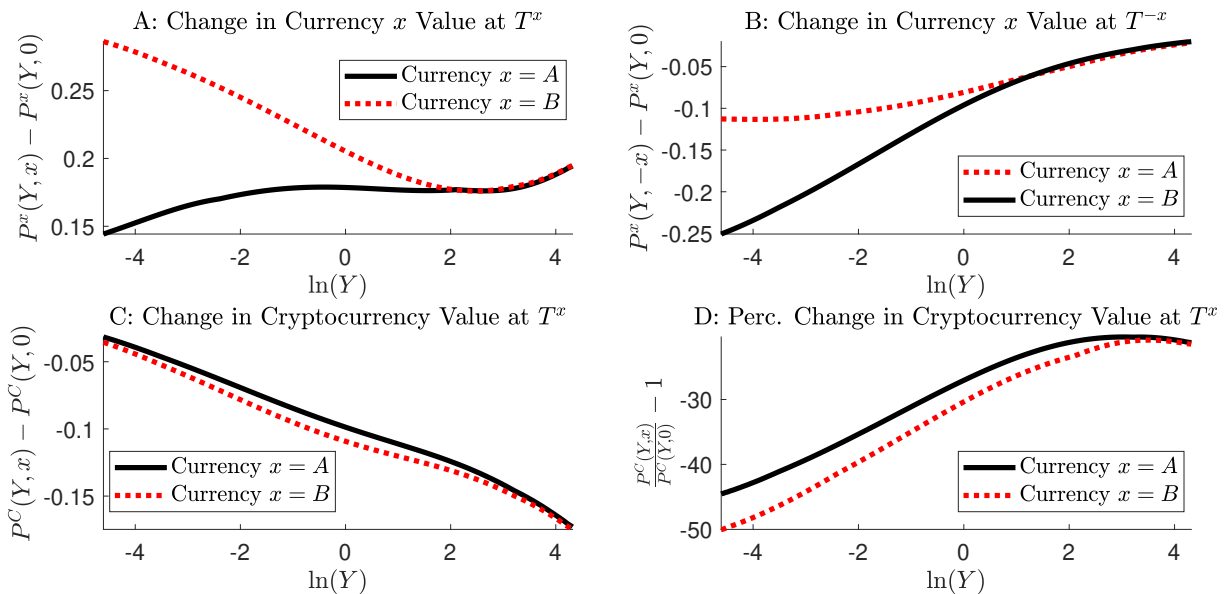 A: Change in Currency x Value at T^x
P^x(Y, x) − P^x(Y, 0)
0.25
0.2
0.15
Currency x = A
Currency x = B
-4 -2 0 2 4
ln(Y)
B: Change in Currency x Value at T^{−x}
P^x(Y, −x) − P^x(Y, 0)
-0.05
-0.1
-0.15
-0.2
-0.25
Currency x = A
Currency x = B
-4 -2 0 2 4
ln(Y)
C: Change in Cryptocurrency Value at T^x
P^C(Y, x) − P^C(Y, 0)
-0.05
-0.1
-0.15
Currency x = A
Currency x = B
-4 -2 0 2 4
ln(Y)
D: Perc. Change in Cryptocurrency Value at T^x
P^C(Y,x)/P^C(Y,0) − 1
-30
-40
-50
Currency x = A
Currency x = B
-4 -2 0 2 4
ln(Y)